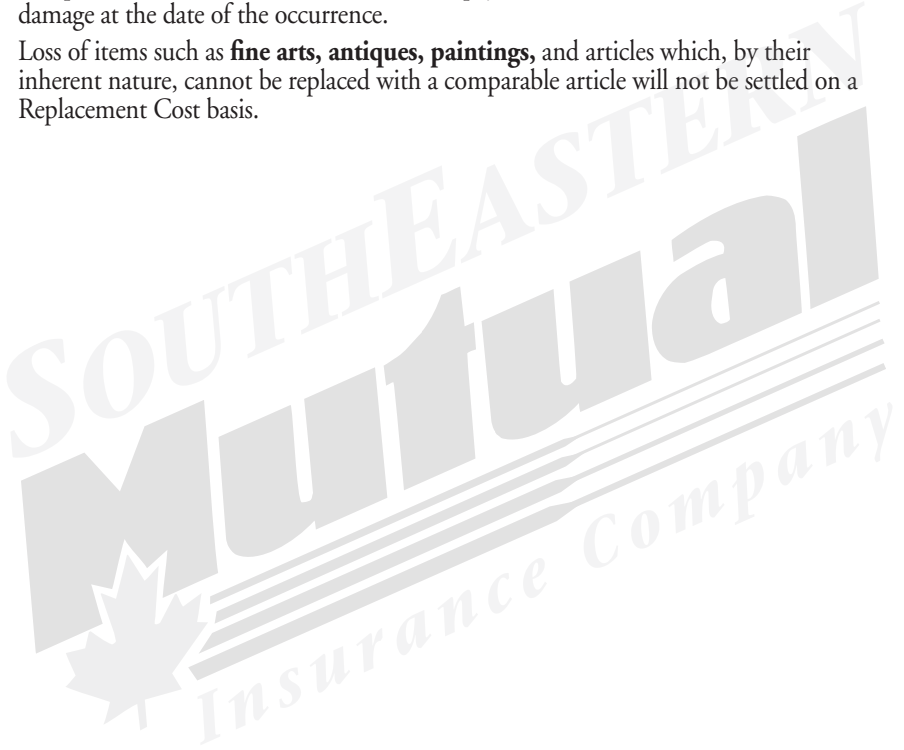 damage at the date of the occurrence.
Loss of items such as fine arts, antiques, paintings, and articles which, by their
inherent nature, cannot be replaced with a comparable article will not be settled on a
Replacement Cost basis.
SOUTHEASTERN
Mutual
Insurance Company